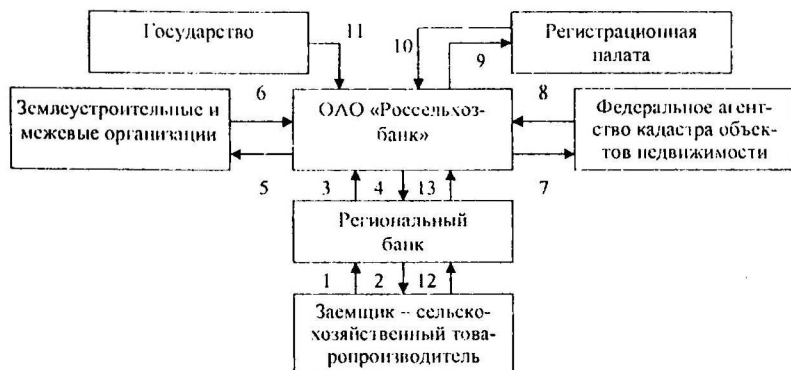 Государство
11
10
9
Регистрационная
палата
Землеустроительные и
межевые организации
6
5
ОАО «Россельхоз-
банк»
8
7
Федеральное агент-
ство кадастра объек-
тов недвижимости
3 4 13
Региональный
банк
1 2 12
Заемщик – сельско-
хозяйственный това-
ропроизводитель